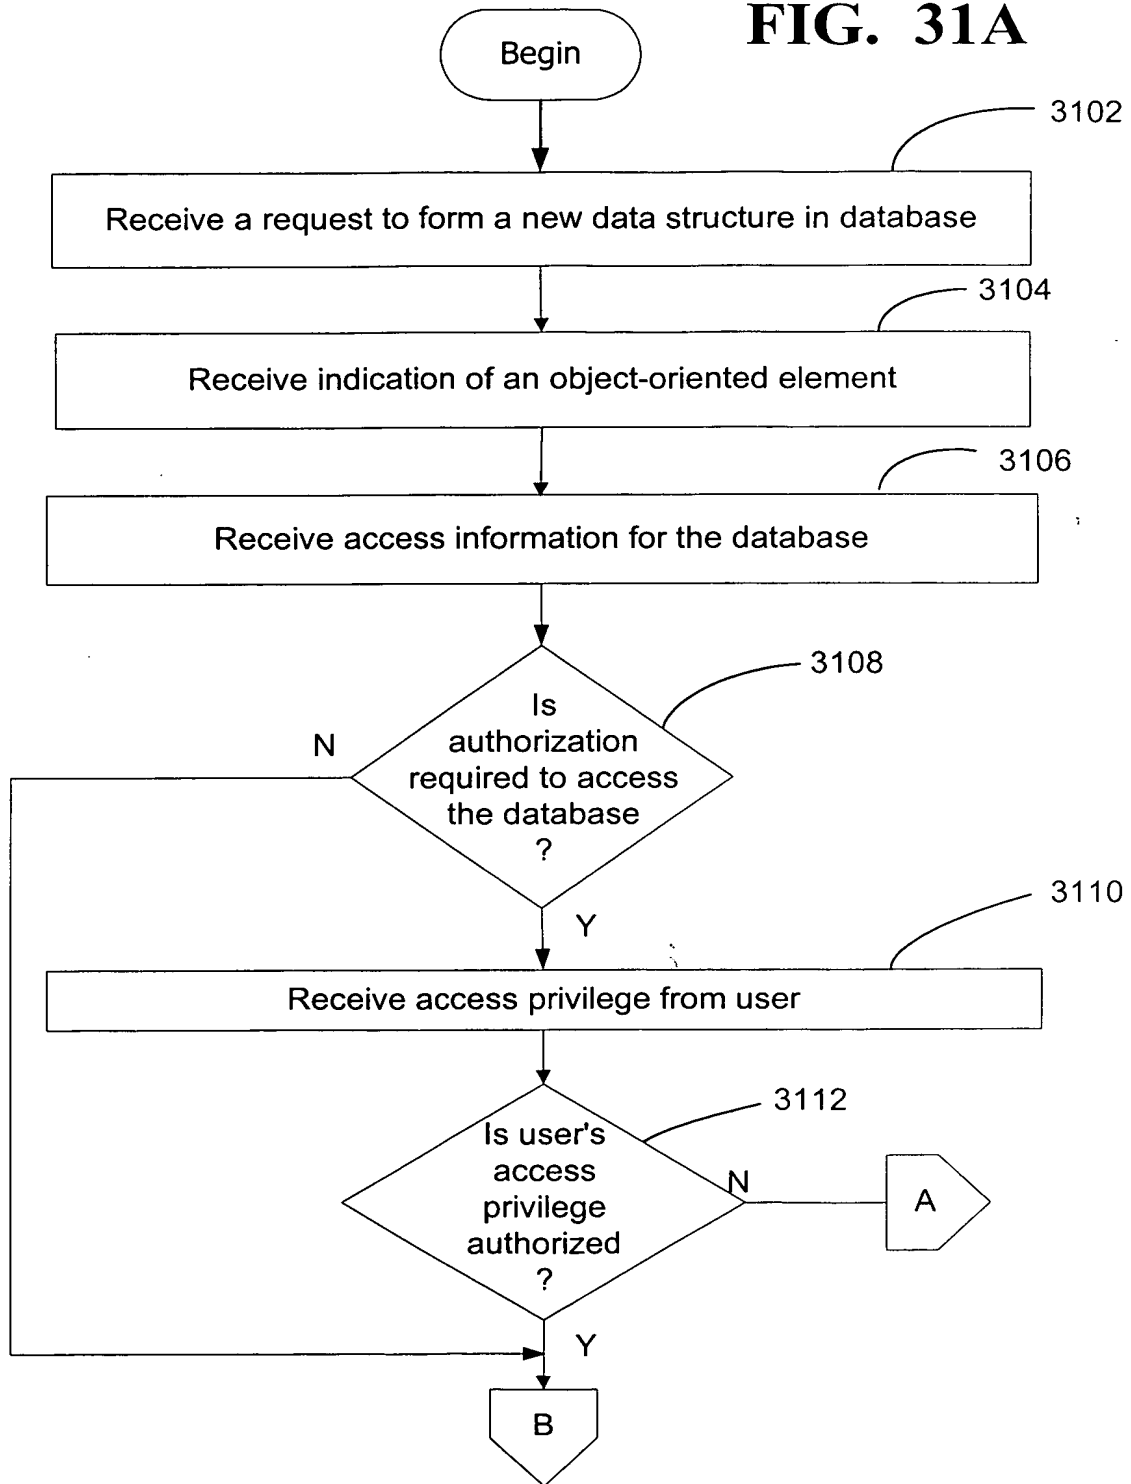 FIG. 31A
Begin
3102
Receive a request to form a new data structure in database
3104
Receive indication of an object-oriented element
3106
Receive access information for the database
3108
Is
authorization
required to access
the database
?
N
Y
3110
Receive access privilege from user
3112
Is user's
access
privilege
authorized
?
N
A
Y
B